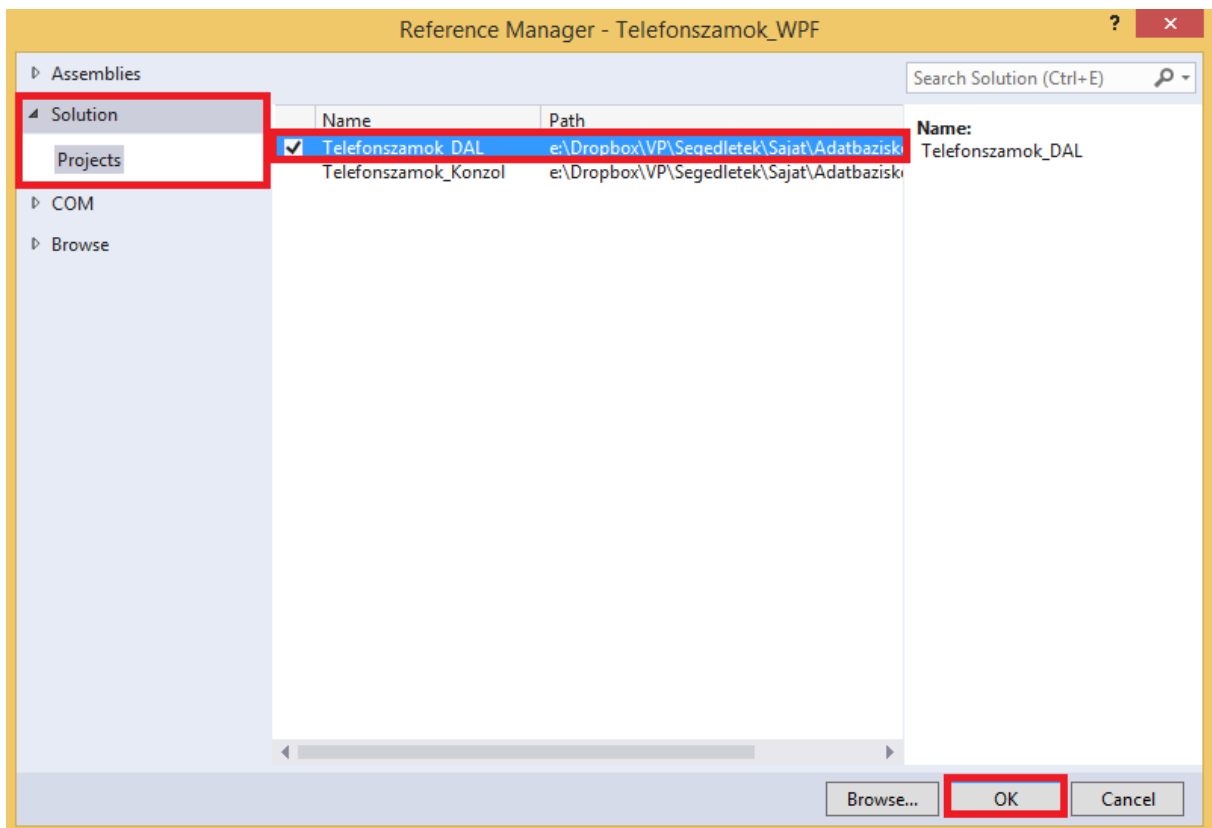 Reference Manager - Telefonszamok_WPF
? ×
Assemblies
Search Solution (Ctrl+E)
Solution
Projects
COM
Browse
Name Path
Telefonszamok_DAL e:\Dropbox\VP\Segedletek\Sajat\Adatbazisk
Telefonszamok_Konzol e:\Dropbox\VP\Segedletek\Sajat\Adatbazisk
Name:
Telefonszamok_DAL
Browse... OK Cancel